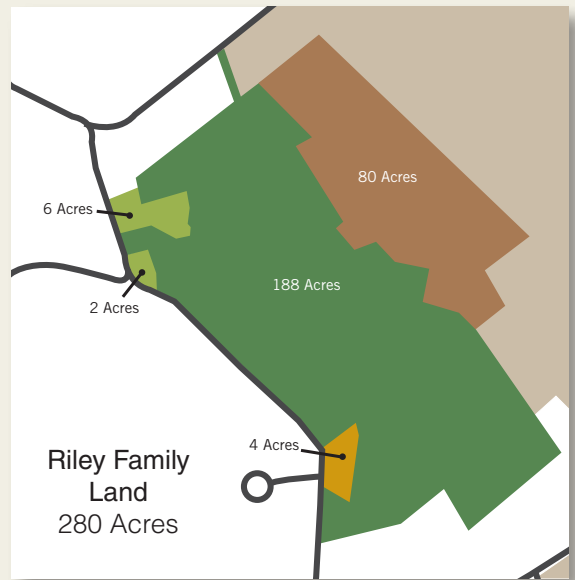 80 Acres
6 Acres
188 Acres
2 Acres
4 Acres
Riley Family
Land
280 Acres